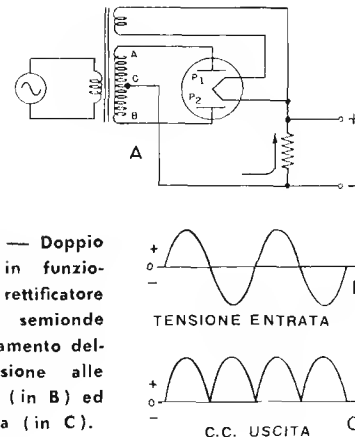 A
C
B
P1
P2
A
+
−
— Doppio
in funzio-
rettificatore
semionde
amento del-
sione alle
(in B) ed
a (in C).
+
0
−
TENSIONE ENTRATA
+
0
−
C.C. USCITA
C